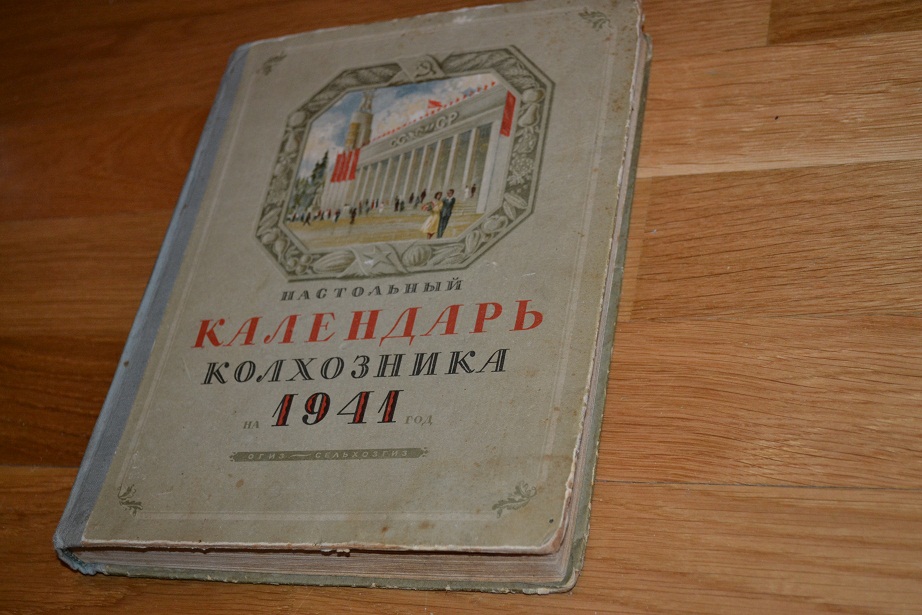 НАСТОЛЬНЫЙ
КАЛЕНДАРЬ
КОЛХОЗНИКА
НА 1941 ГОД
ОГИЗ — СЕЛЬХОЗГИЗ